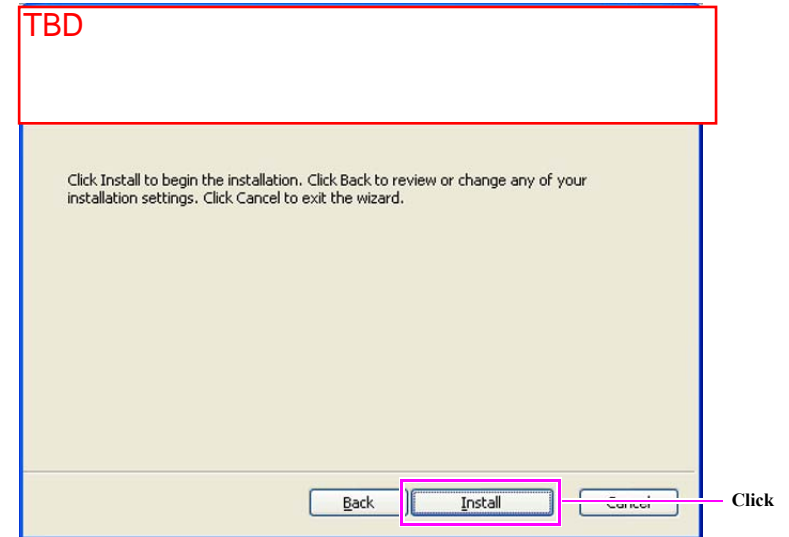 TBD
Click Install to begin the installation. Click Back to review or change any of your
installation settings. Click Cancel to exit the wizard.
Back Install Cancel Click